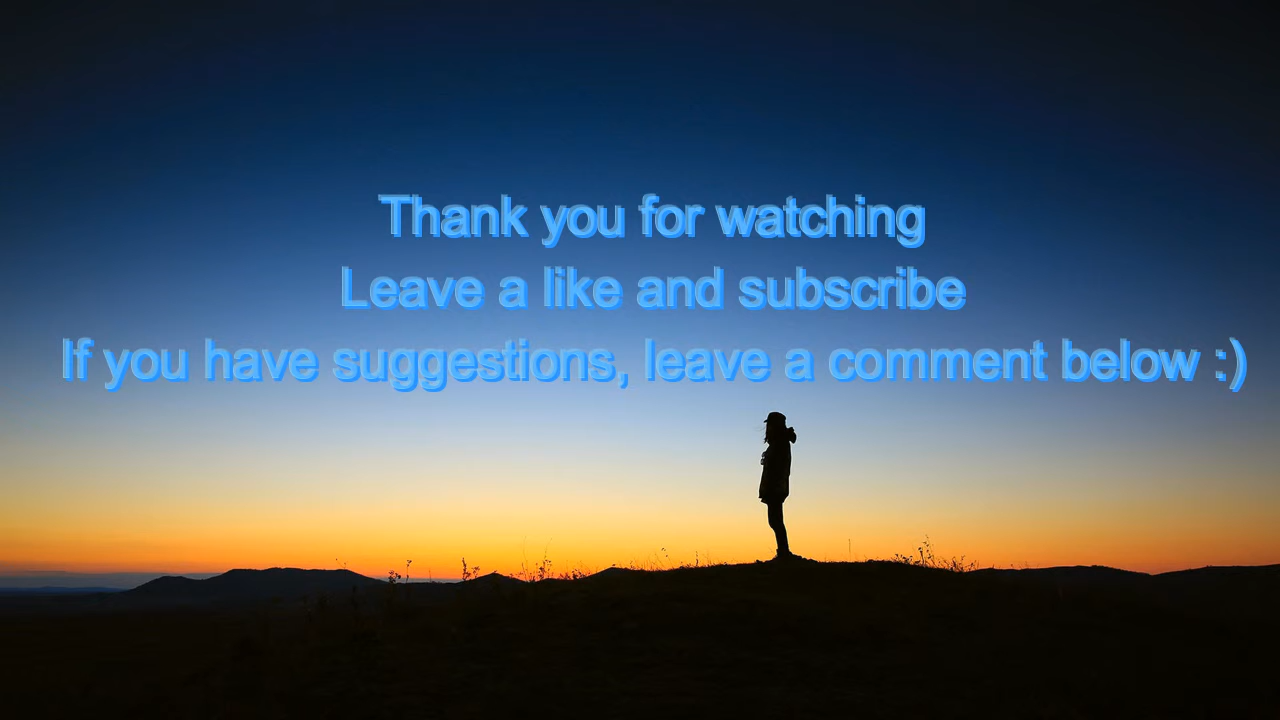 Thank you for watching
Leave a like and subscribe
If you have suggestions, leave a comment below :)